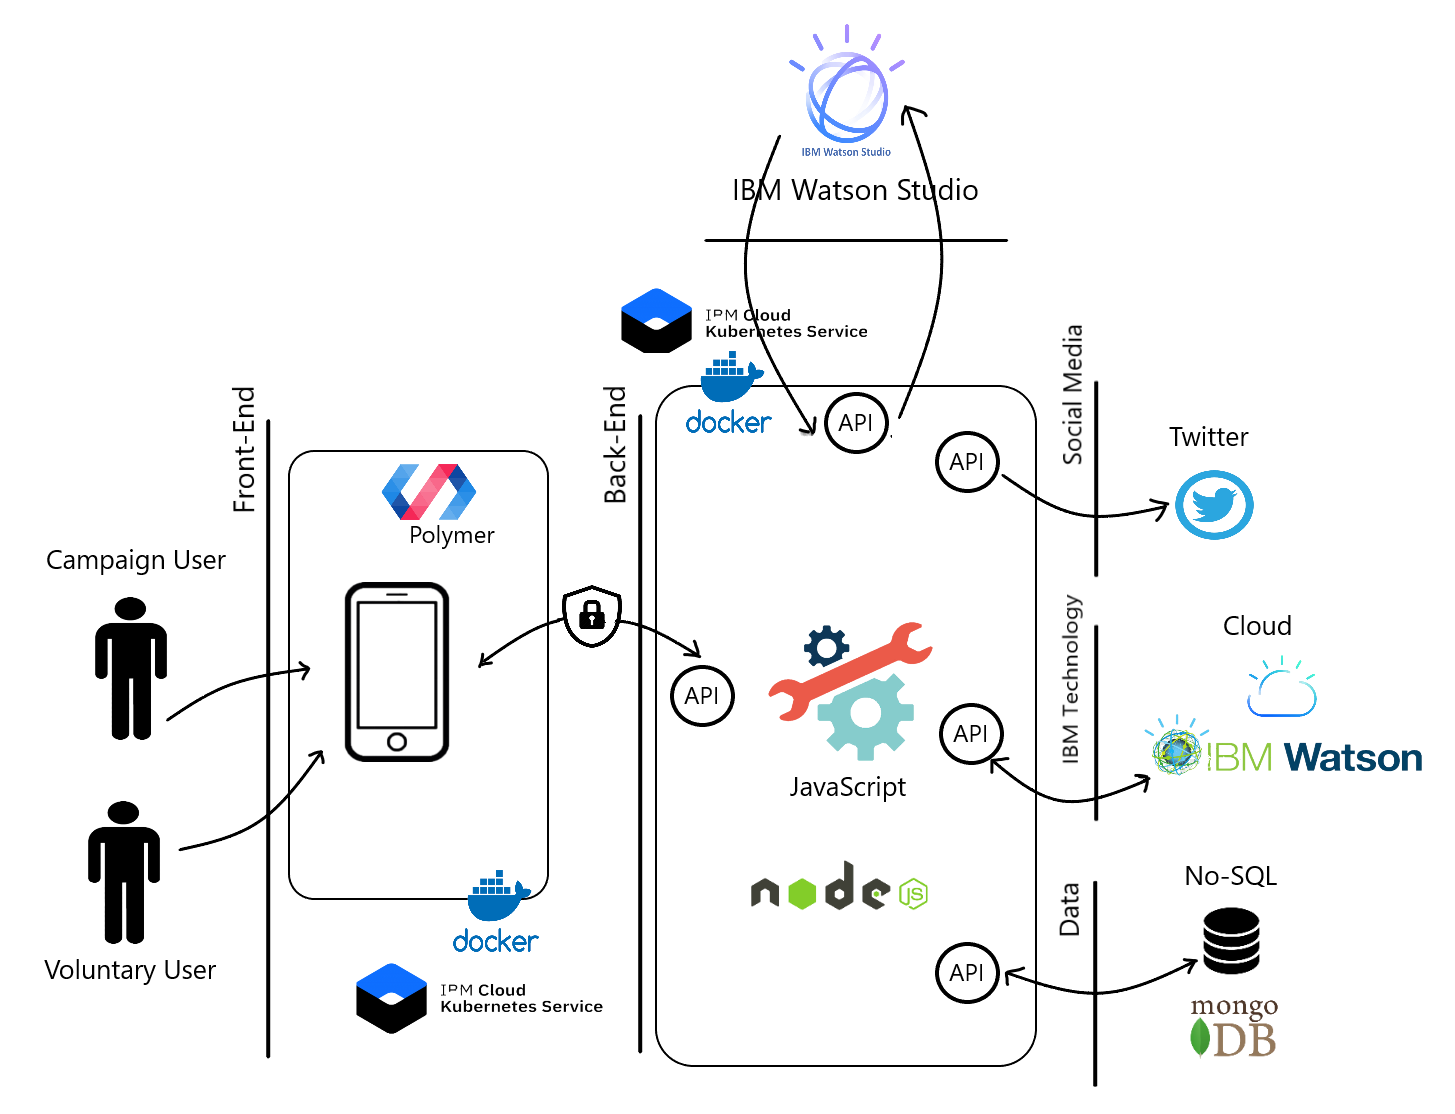 IBM Watson Studio
IBM Watson Studio
IPM Cloud
Kubernetes Service
docker
API
API
Social Media
Twitter
Front-End
Back-End
Polymer
Campaign User
API
JavaScript
API
IBM Technology
Cloud
IBM Watson
node
JS
Voluntary User
docker
IPM Cloud
Kubernetes Service
API
Data
No-SQL
mongo
DB